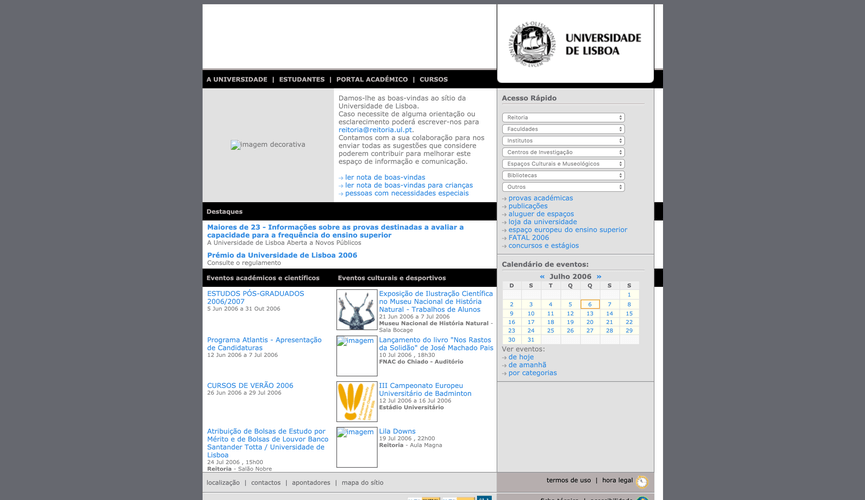 UNIVERSIDADE
DE LISBOA
A UNIVERSIDADE | ESTUDANTES | PORTAL ACADÉMICO | CURSOS
imagem decorativa
Damos-lhe as boas-vindas ao sítio da
Universidade de Lisboa.
Caso necessite de alguma orientação ou
esclarecimento poderá escrever-nos para
reitoria@reitoria.ul.pt.
Contamos com a sua colaboração para nos
enviar todas as sugestões que considere
poderem contribuir para melhorar este
espaço de informação e comunicação.
ler nota de boas-vindas
ler nota de boas-vindas para crianças
pessoas com necessidades especiais
Destaques
Maiores de 23 - Informações sobre as provas destinadas a avaliar a
capacidade para a frequência do ensino superior
A Universidade de Lisboa Aberta a Novos Públicos
Prémio da Universidade de Lisboa 2006
Consulte o regulamento
Eventos académicos e científicos
ESTUDOS PÓS-GRADUADOS
2006/2007
5 Jun 2006 a 31 Out 2006
Programa Atlantis - Apresentação
de Candidaturas
12 Jun 2006 a 7 Jul 2006
CURSOS DE VERÃO 2006
26 Jun 2006 a 29 Jul 2006
Atribuição de Bolsas de Estudo por
Mérito e de Bolsas de Louvor Banco
Santander Totta / Universidade de
Lisboa
24 Jul 2006 , 15h00
Reitoria - Salão Nobre
Eventos culturais e desportivos
Exposição de Ilustração Científica
no Museu Nacional de História
Natural - Trabalhos de Alunos
21 Jun 2006 a 7 Jul 2006
Museu Nacional de História Natural -
Sala Bocage
imagem
Lançamento do livro "Nos Rastos
da Solidão" de José Machado Pais
10 Jul 2006 , 18h30
FNAC do Chiado - Auditório
III Campeonato Europeu
Universitário de Badminton
12 Jul 2006 a 16 Jul 2006
Estádio Universitário
imagem
Lila Downs
19 Jul 2006 , 22h00
Reitoria - Aula Magna
Acesso Rápido
Reitoria
Faculdades
Institutos
Centros de Investigação
Espaços Culturais e Museológicos
Bibliotecas
Outros
provas académicas
publicações
aluguer de espaços
loja da universidade
espaço europeu do ensino superior
FATAL 2006
concursos e estágios
Calendário de eventos:
« Julho 2006 »
D S T Q Q S S
1
2 3 4 5 6 7 8
9 10 11 12 13 14 15
16 17 18 19 20 21 22
23 24 25 26 27 28 29
30 31
Ver eventos:
de hoje
de amanhã
por categorias
localização | contactos | apontadores | mapa do sítio
termos de uso | hora legal